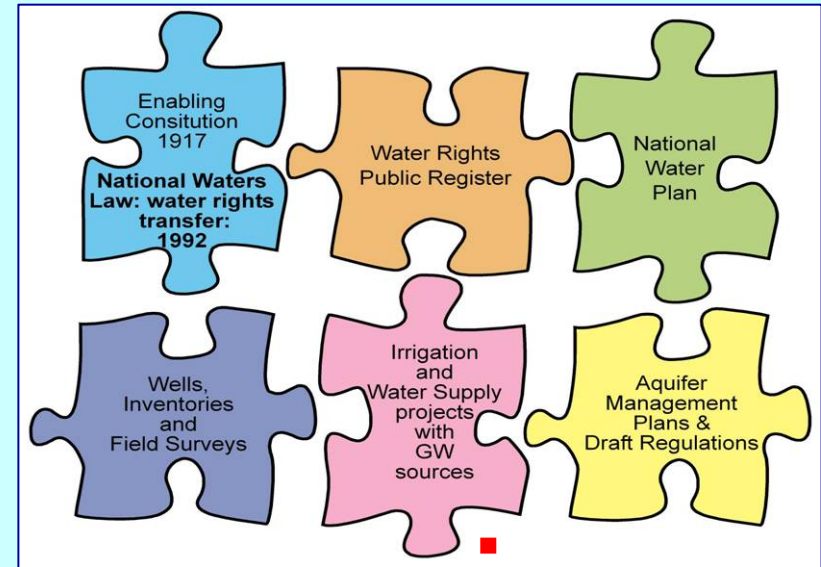 Enabling
Consitution
1917
National Waters
Law: water rights
transfer:
1992
Water Rights
Public Register
National
Water
Plan
Wells,
Inventories
and
Field Surveys
Irrigation
and
Water Supply
projects
with
GW
sources
Aquifer
Management
Plans &
Draft Regulations